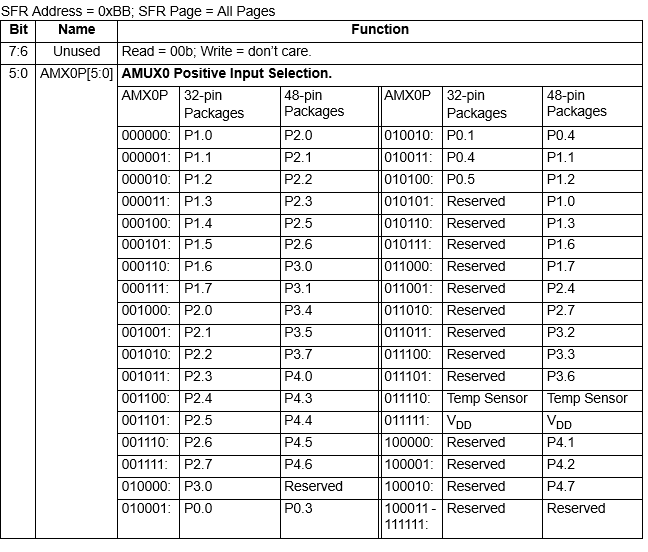 SFR Address = 0xBB; SFR Page = All Pages
Bit Name Function
7:6 Unused Read = 00b; Write = don’t care.
5:0 AMX0P[5:0] AMUX0 Positive Input Selection.
AMX0P 32-pin Packages 48-pin Packages AMX0P 32-pin Packages 48-pin Packages
000000: P1.0 P2.0 010010: P0.1 P0.4
000001: P1.1 P2.1 010011: P0.4 P1.1
000010: P1.2 P2.2 010100: P0.5 P1.2
000011: P1.3 P2.3 010101: Reserved P1.0
000100: P1.4 P2.5 010110: Reserved P1.3
000101: P1.5 P2.6 010111: Reserved P1.6
000110: P1.6 P3.0 011000: Reserved P1.7
000111: P1.7 P3.1 011001: Reserved P2.4
001000: P2.0 P3.4 011010: Reserved P2.7
001001: P2.1 P3.5 011011: Reserved P3.2
001010: P2.2 P3.7 011100: Reserved P3.3
001011: P2.3 P4.0 011101: Reserved P3.6
001100: P2.4 P4.3 011110: Temp Sensor Temp Sensor
001101: P2.5 P4.4 011111: VDD VDD
001110: P2.6 P4.5 100000: Reserved P4.1
001111: P2.7 P4.6 100001: Reserved P4.2
010000: P3.0 Reserved 100010: Reserved P4.7
010001: P0.0 P0.3 100011 - 111111: Reserved Reserved